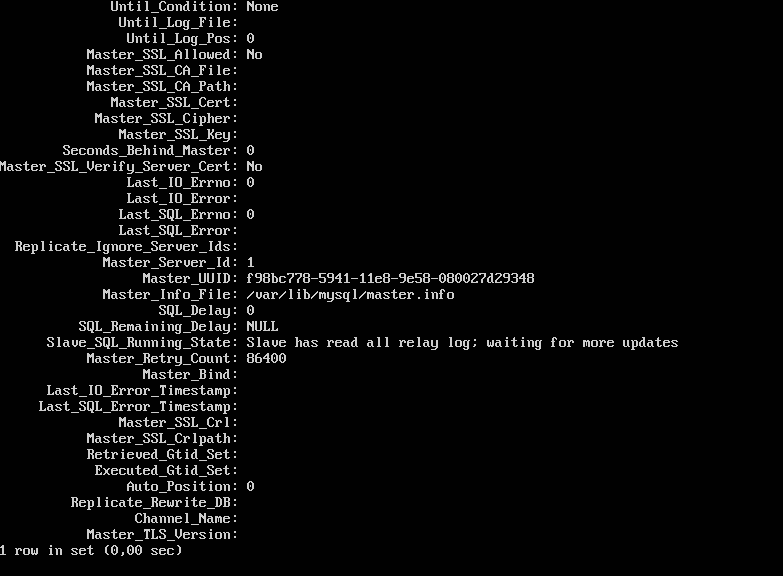 Until_Condition: None
Until_Log_File:
Until_Log_Pos: 0
Master_SSL_Allowed: No
Master_SSL_CA_File:
Master_SSL_CA_Path:
Master_SSL_Cert:
Master_SSL_Cipher:
Master_SSL_Key:
Seconds_Behind_Master: 0
Master_SSL_Verify_Server_Cert: No
Last_IO_Errno: 0
Last_IO_Error:
Last_SQL_Errno: 0
Last_SQL_Error:
Replicate_Ignore_Server_Ids:
Master_Server_Id: 1
Master_UUID: f98bc778-5941-11e8-9e58-080027d29348
Master_Info_File: /var/lib/mysql/master.info
SQL_Delay: 0
SQL_Remaining_Delay: NULL
Slave_SQL_Running_State: Slave has read all relay log; waiting for more updates
Master_Retry_Count: 86400
Master_Bind:
Last_IO_Error_Timestamp:
Last_SQL_Error_Timestamp:
Master_SSL_Crl:
Master_SSL_Crlpath:
Retrieved_Gtid_Set:
Executed_Gtid_Set:
Auto_Position: 0
Replicate_Rewrite_DB:
Channel_Name:
Master_TLS_Version:
1 row in set (0,00 sec)